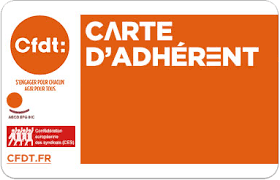 Cfdt:
S'ENGAGER POUR CHACUN
AGIR POUR TOUS
CARTE
D'ADHÉRENT
Confédération
européenne
des syndicats (CES)
CFDT.FR